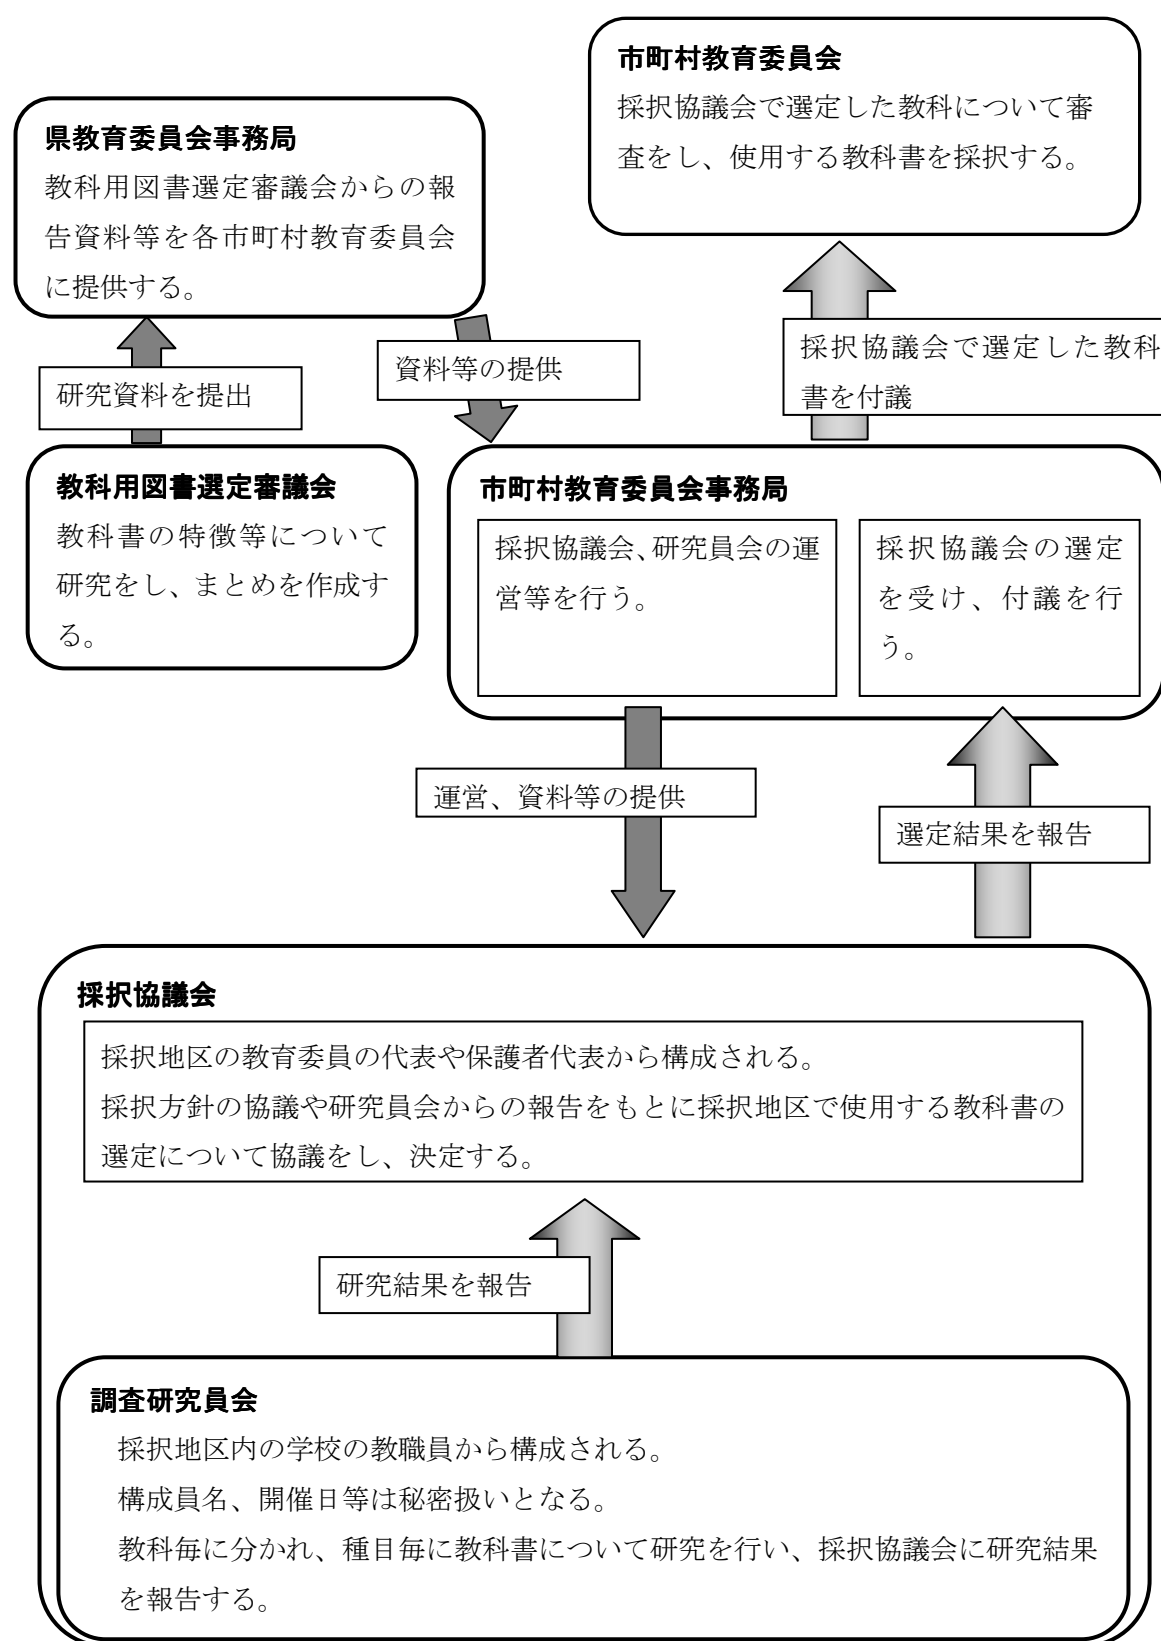 市町村教育委員会
採択協議会で選定した教科について審
査をし、使用する教科書を採択する。
県教育委員会事務局
教科用図書選定審議会からの報
告資料等を各市町村教育委員会
に提供する。
採択協議会で選定した教科
書を付議
資料等の提供
研究資料を提出
教科用図書選定審議会
教科書の特徴等について
研究をし、まとめを作成す
る。
市町村教育委員会事務局
採択協議会、研究員会の運
営等を行う。
採択協議会の選定
を受け、付議を行
う。
運営、資料等の提供
選定結果を報告
採択協議会
採択地区の教育委員の代表や保護者代表から構成される。
採択方針の協議や研究員会からの報告をもとに採択地区で使用する教科書の
選定について協議をし、決定する。
研究結果を報告
調査研究員会
採択地区内の学校の教職員から構成される。
構成員名、開催日等は秘密扱いとなる。
教科毎に分かれ、種目毎に教科書について研究を行い、採択協議会に研究結果
を報告する。